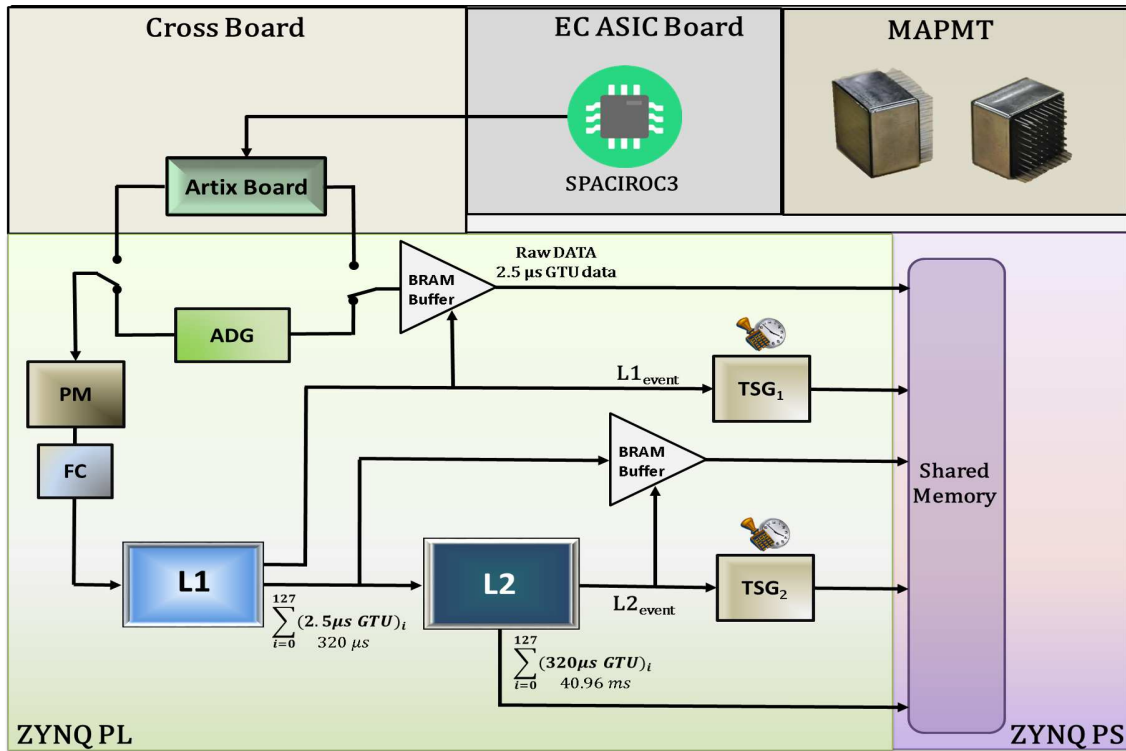 Cross Board
EC ASIC Board
MAPMT
SPACIROC3
Artix Board
Raw DATA
2.5 µs GTU data
BRAM
Buffer
ADG
PM
FC
L1event
TSG1
BRAM
Buffer
Shared
Memory
L1
L2
L2event
TSG2
127
∑(2.5µs GTU)i
i=0
320 µs
127
∑(320µs GTU)i
i=0
40.96 ms
ZYNQ PL
ZYNQ PS